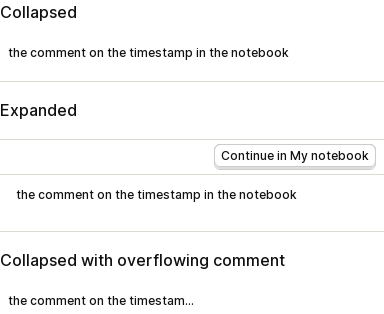 Collapsed
the comment on the timestamp in the notebook
Expanded
Continue in My notebook
the comment on the timestamp in the notebook
Collapsed with overflowing comment
the comment on the timestam...